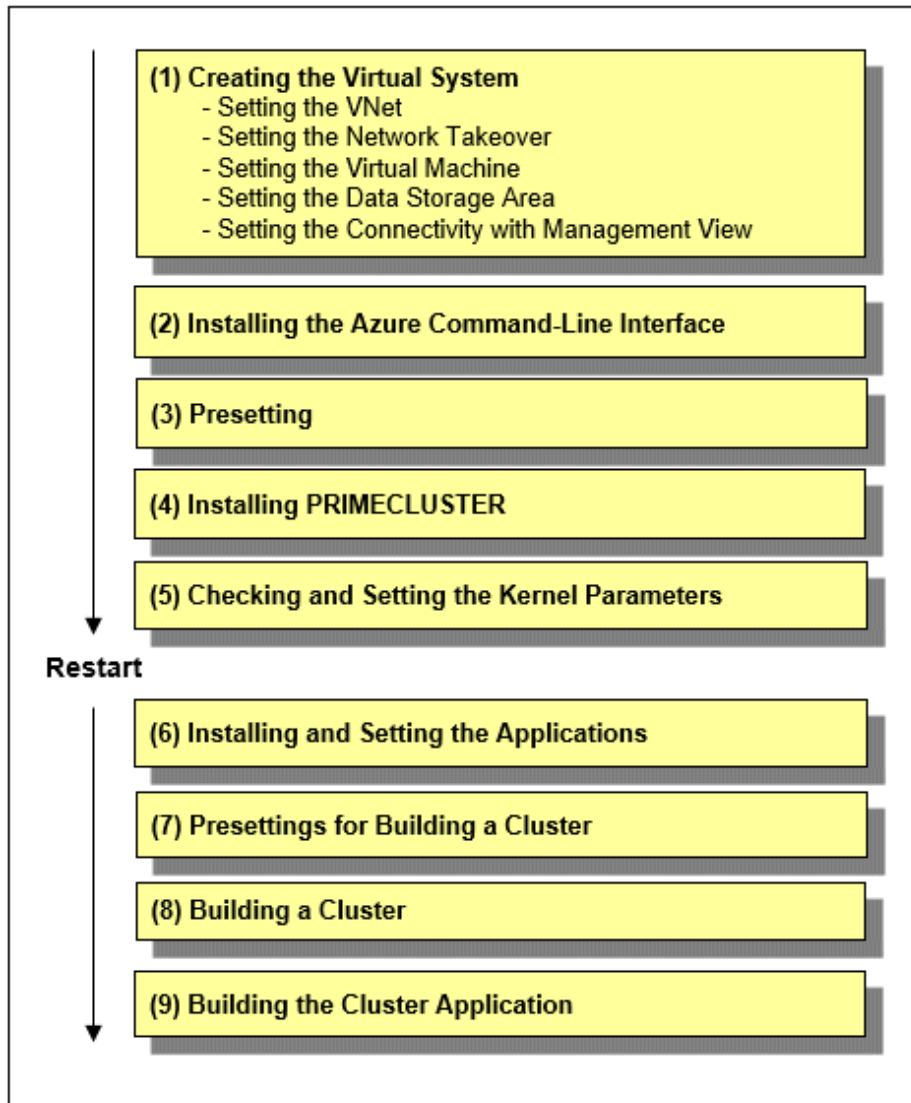 (1) Creating the Virtual System
- Setting the VNet
- Setting the Network Takeover
- Setting the Virtual Machine
- Setting the Data Storage Area
- Setting the Connectivity with Management View
(2) Installing the Azure Command-Line Interface
(3) Presetting
(4) Installing PRIMECLUSTER
(5) Checking and Setting the Kernel Parameters
Restart
(6) Installing and Setting the Applications
(7) Presettings for Building a Cluster
(8) Building a Cluster
(9) Building the Cluster Application